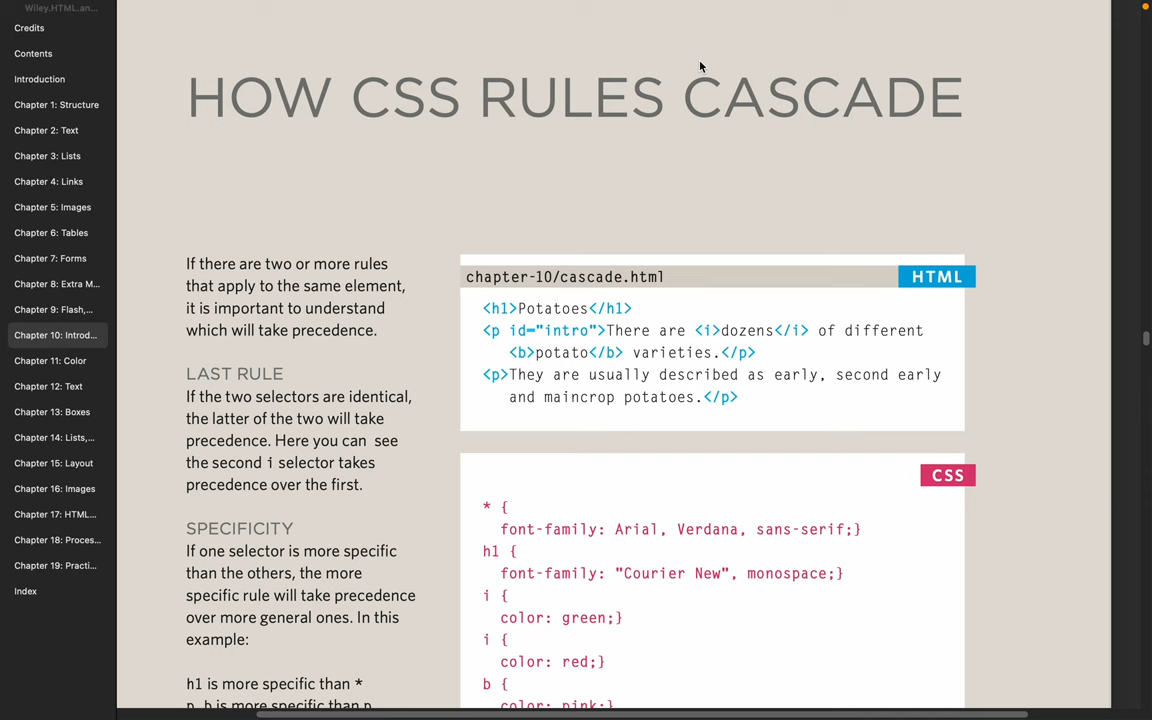 Wiley.HTML.an...
Credits
Contents
Introduction
Chapter 1: Structure
Chapter 2: Text
Chapter 3: Lists
Chapter 4: Links
Chapter 5: Images
Chapter 6: Tables
Chapter 7: Forms
Chapter 8: Extra M...
Chapter 9: Flash,...
Chapter 10: Introd...
Chapter 11: Color
Chapter 12: Text
Chapter 13: Boxes
Chapter 14: Lists,...
Chapter 15: Layout
Chapter 16: Images
Chapter 17: HTML...
Chapter 18: Proces...
Chapter 19: Practi...
Index
HOW CSS RULES CASCADE
If there are two or more rules
that apply to the same element,
it is important to understand
which will take precedence.
LAST RULE
If the two selectors are identical,
the latter of the two will take
precedence. Here you can see
the second i selector takes
precedence over the first.
SPECIFICITY
If one selector is more specific
than the others, the more
specific rule will take precedence
over more general ones. In this
example:
h1 is more specific than *
p b is more specific than p
chapter-10/cascade.html
HTML
<h1>Potatoes</h1>
<p id="intro">There are <i>dozens</i> of different
<b>potato</b> varieties.</p>
<p>They are usually described as early, second early
and maincrop potatoes.</p>
CSS
* {
font-family: Arial, Verdana, sans-serif;}
h1 {
font-family: "Courier New", monospace;}
i {
color: green;}
i {
color: red;}
b {
color: pink;}